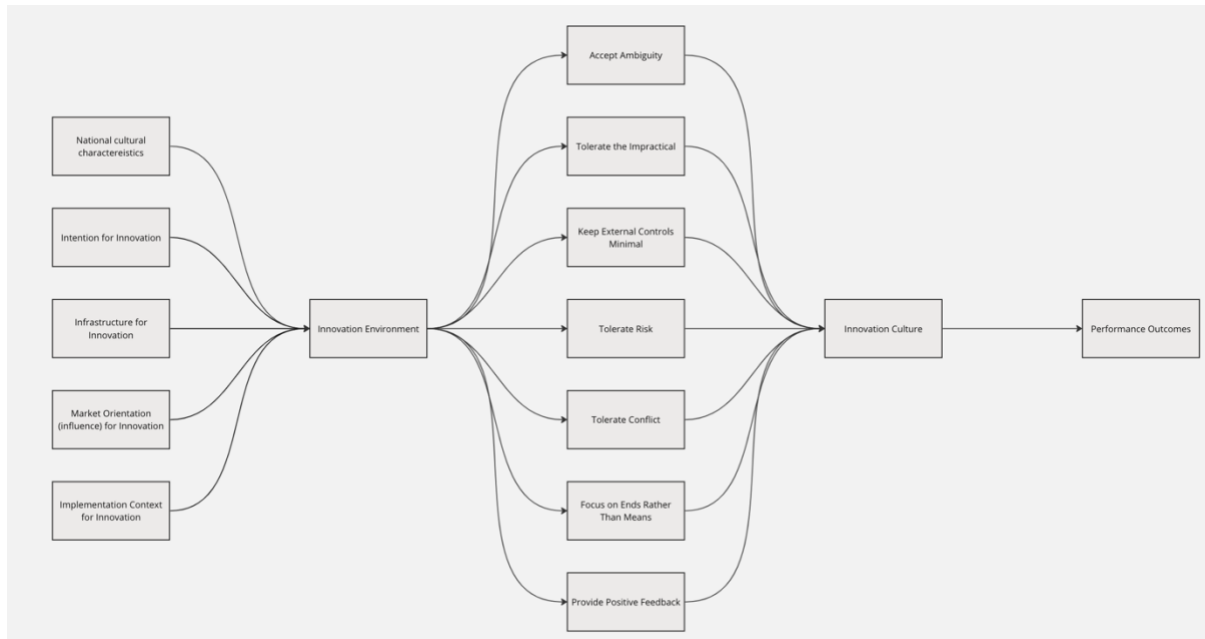 National cultural
charactereistics
Intention for Innovation
Infrastructure for
Innovation
Market Orientation
(influence) for Innovation
Implementation Context
for Innovation
Innovation Environment
Accept Ambiguity
Tolerate the Impractical
Keep External Controls
Minimal
Tolerate Risk
Tolerate Conflict
Focus on Ends Rather
Than Means
Provide Positive Feedback
Innovation Culture
Performance Outcomes